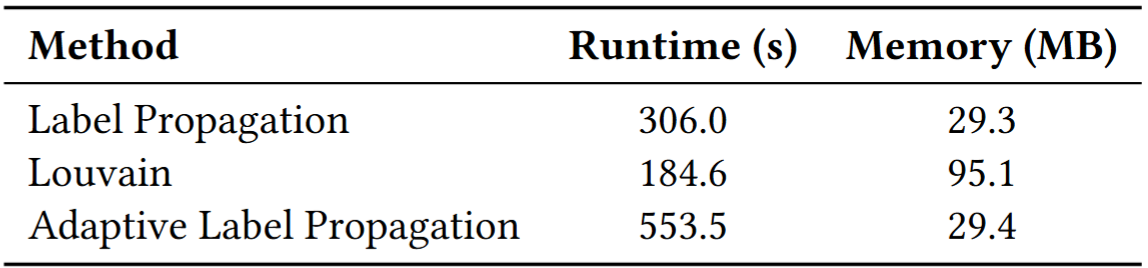 Method Runtime (s) Memory (MB)
Label Propagation 306.0 29.3
Louvain 184.6 95.1
Adaptive Label Propagation 553.5 29.4